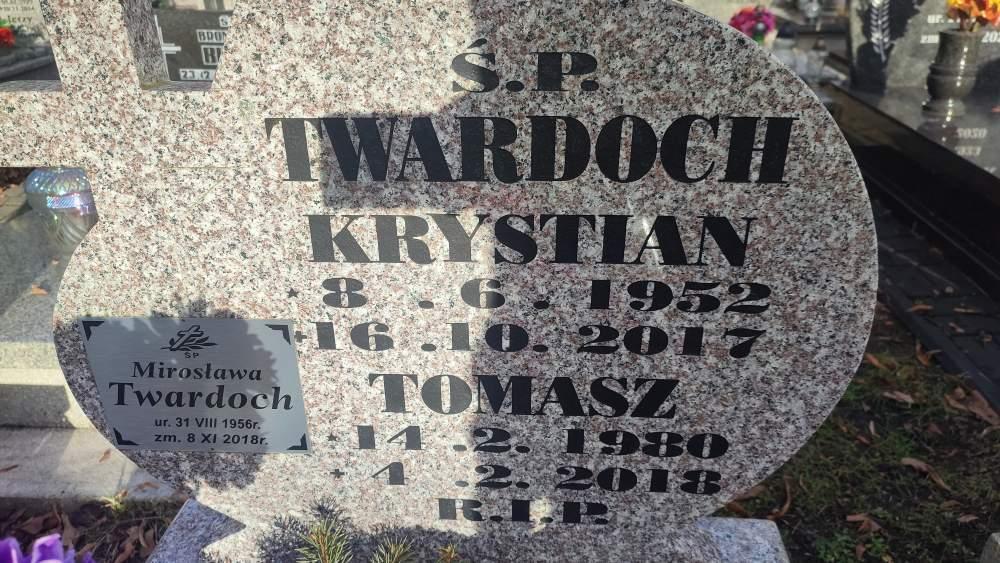 Ś.P.
TWARDOCH
KRYSTIAN
* 8 . 6 . 1952
+16 .10. 2017
TOMASZ
* 14 .2. 1980
+ 4 .2. 2018
R.I.P.
ŚP
Mirosława
Twardoch
ur. 31 VIII 1956r.
zm. 8 XI 2018r.